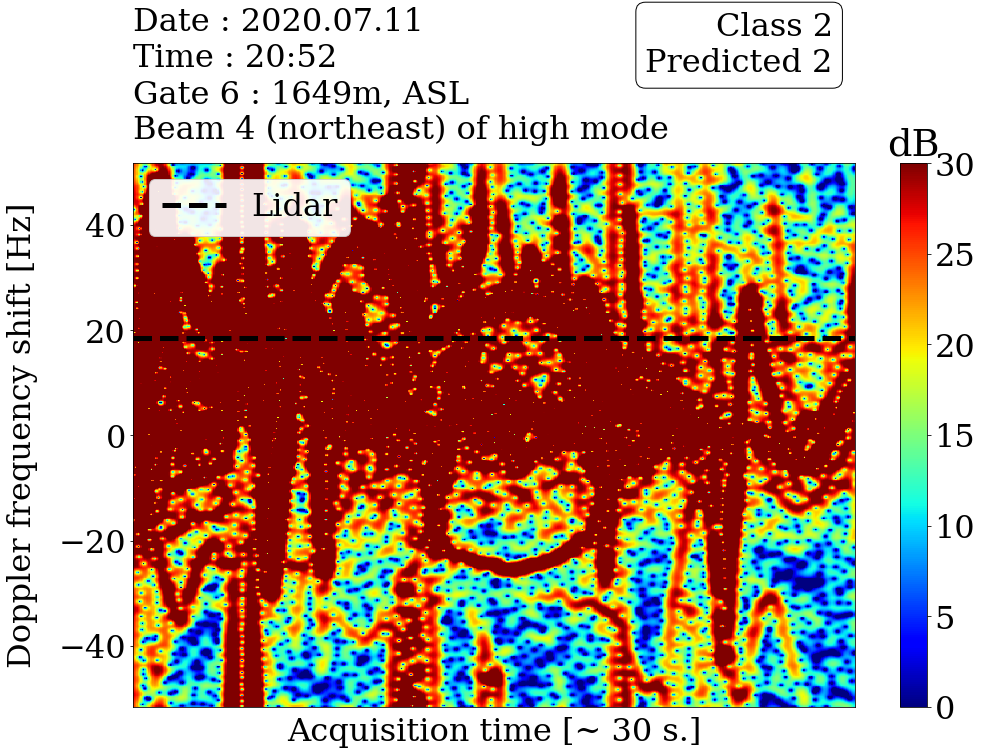 Date : 2020.07.11
Time : 20:52
Gate 6 : 1649m, ASL
Beam 4 (northeast) of high mode
Class 2
Predicted 2
dB
Lidar
Doppler frequency shift [Hz]
40
20
0
−20
−40
Acquisition time [~ 30 s.]
30
25
20
15
10
5
0